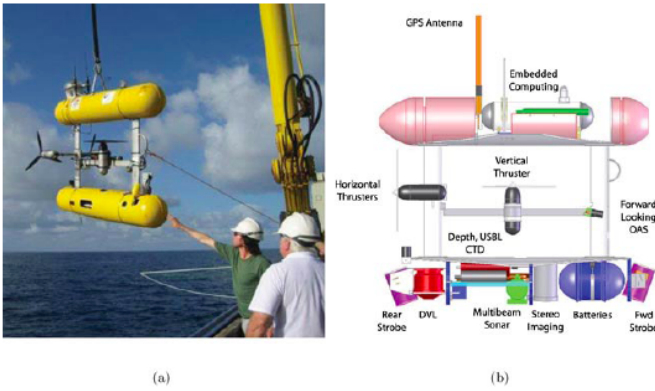 GPS Antenna
Embedded
Computing
Vertical
Thruster
Horizontal
Thrusters
Forward
Looking
OAS
Depth, USBL
CTD
Rear
Strobe
DVL
Multibeam
Sonar
Stereo
Imaging
Batteries
Fwd
Strobe
(a)
(b)